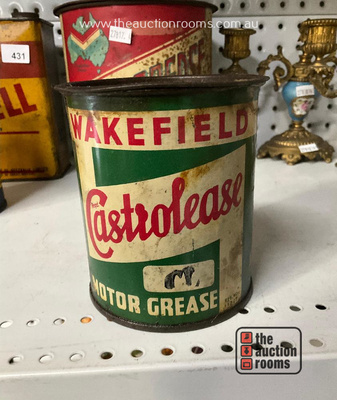 www.theauctionrooms.com.au
431
ELL
WAKEFIELD
Castrolease
M
MOTOR GREASE
the
auction
rooms